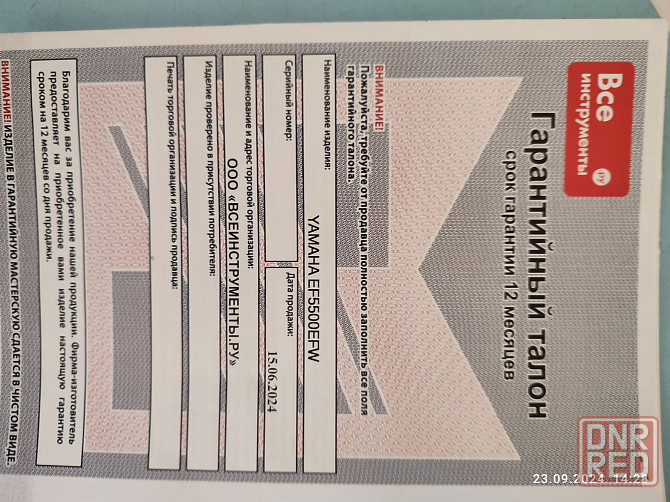 Все
инструменты
РУ
Гарантийный талон
срок гарантии 12 месяцев
ВНИМАНИЕ!
Пожалуйста, требуйте от продавца полностью заполнить все поля
гарантийного талона.
Наименование изделия:
YAMAHA EF5500EFW
Серийный номер:
Дата продажи:
15.06.2024
Наименование и адрес торговой организации:
ООО «ВСЕИНСТРУМЕНТЫ.РУ»
Изделие проверено в присутствии потребителя:
Печать торговой организации и подпись продавца:
Благодарим вас за приобретение нашей продукции. Фирма-изготовитель
предоставляет на приобретенное вами изделие настоящую гарантию
сроком на 12 месяцев со дня продажи.
ВНИМАНИЕ! ИЗДЕЛИЕ В ГАРАНТИЙНУЮ МАСТЕРСКУЮ СДАЕТСЯ В ЧИСТОМ ВИДЕ.
DNR
RED
23.09.2024 14:21